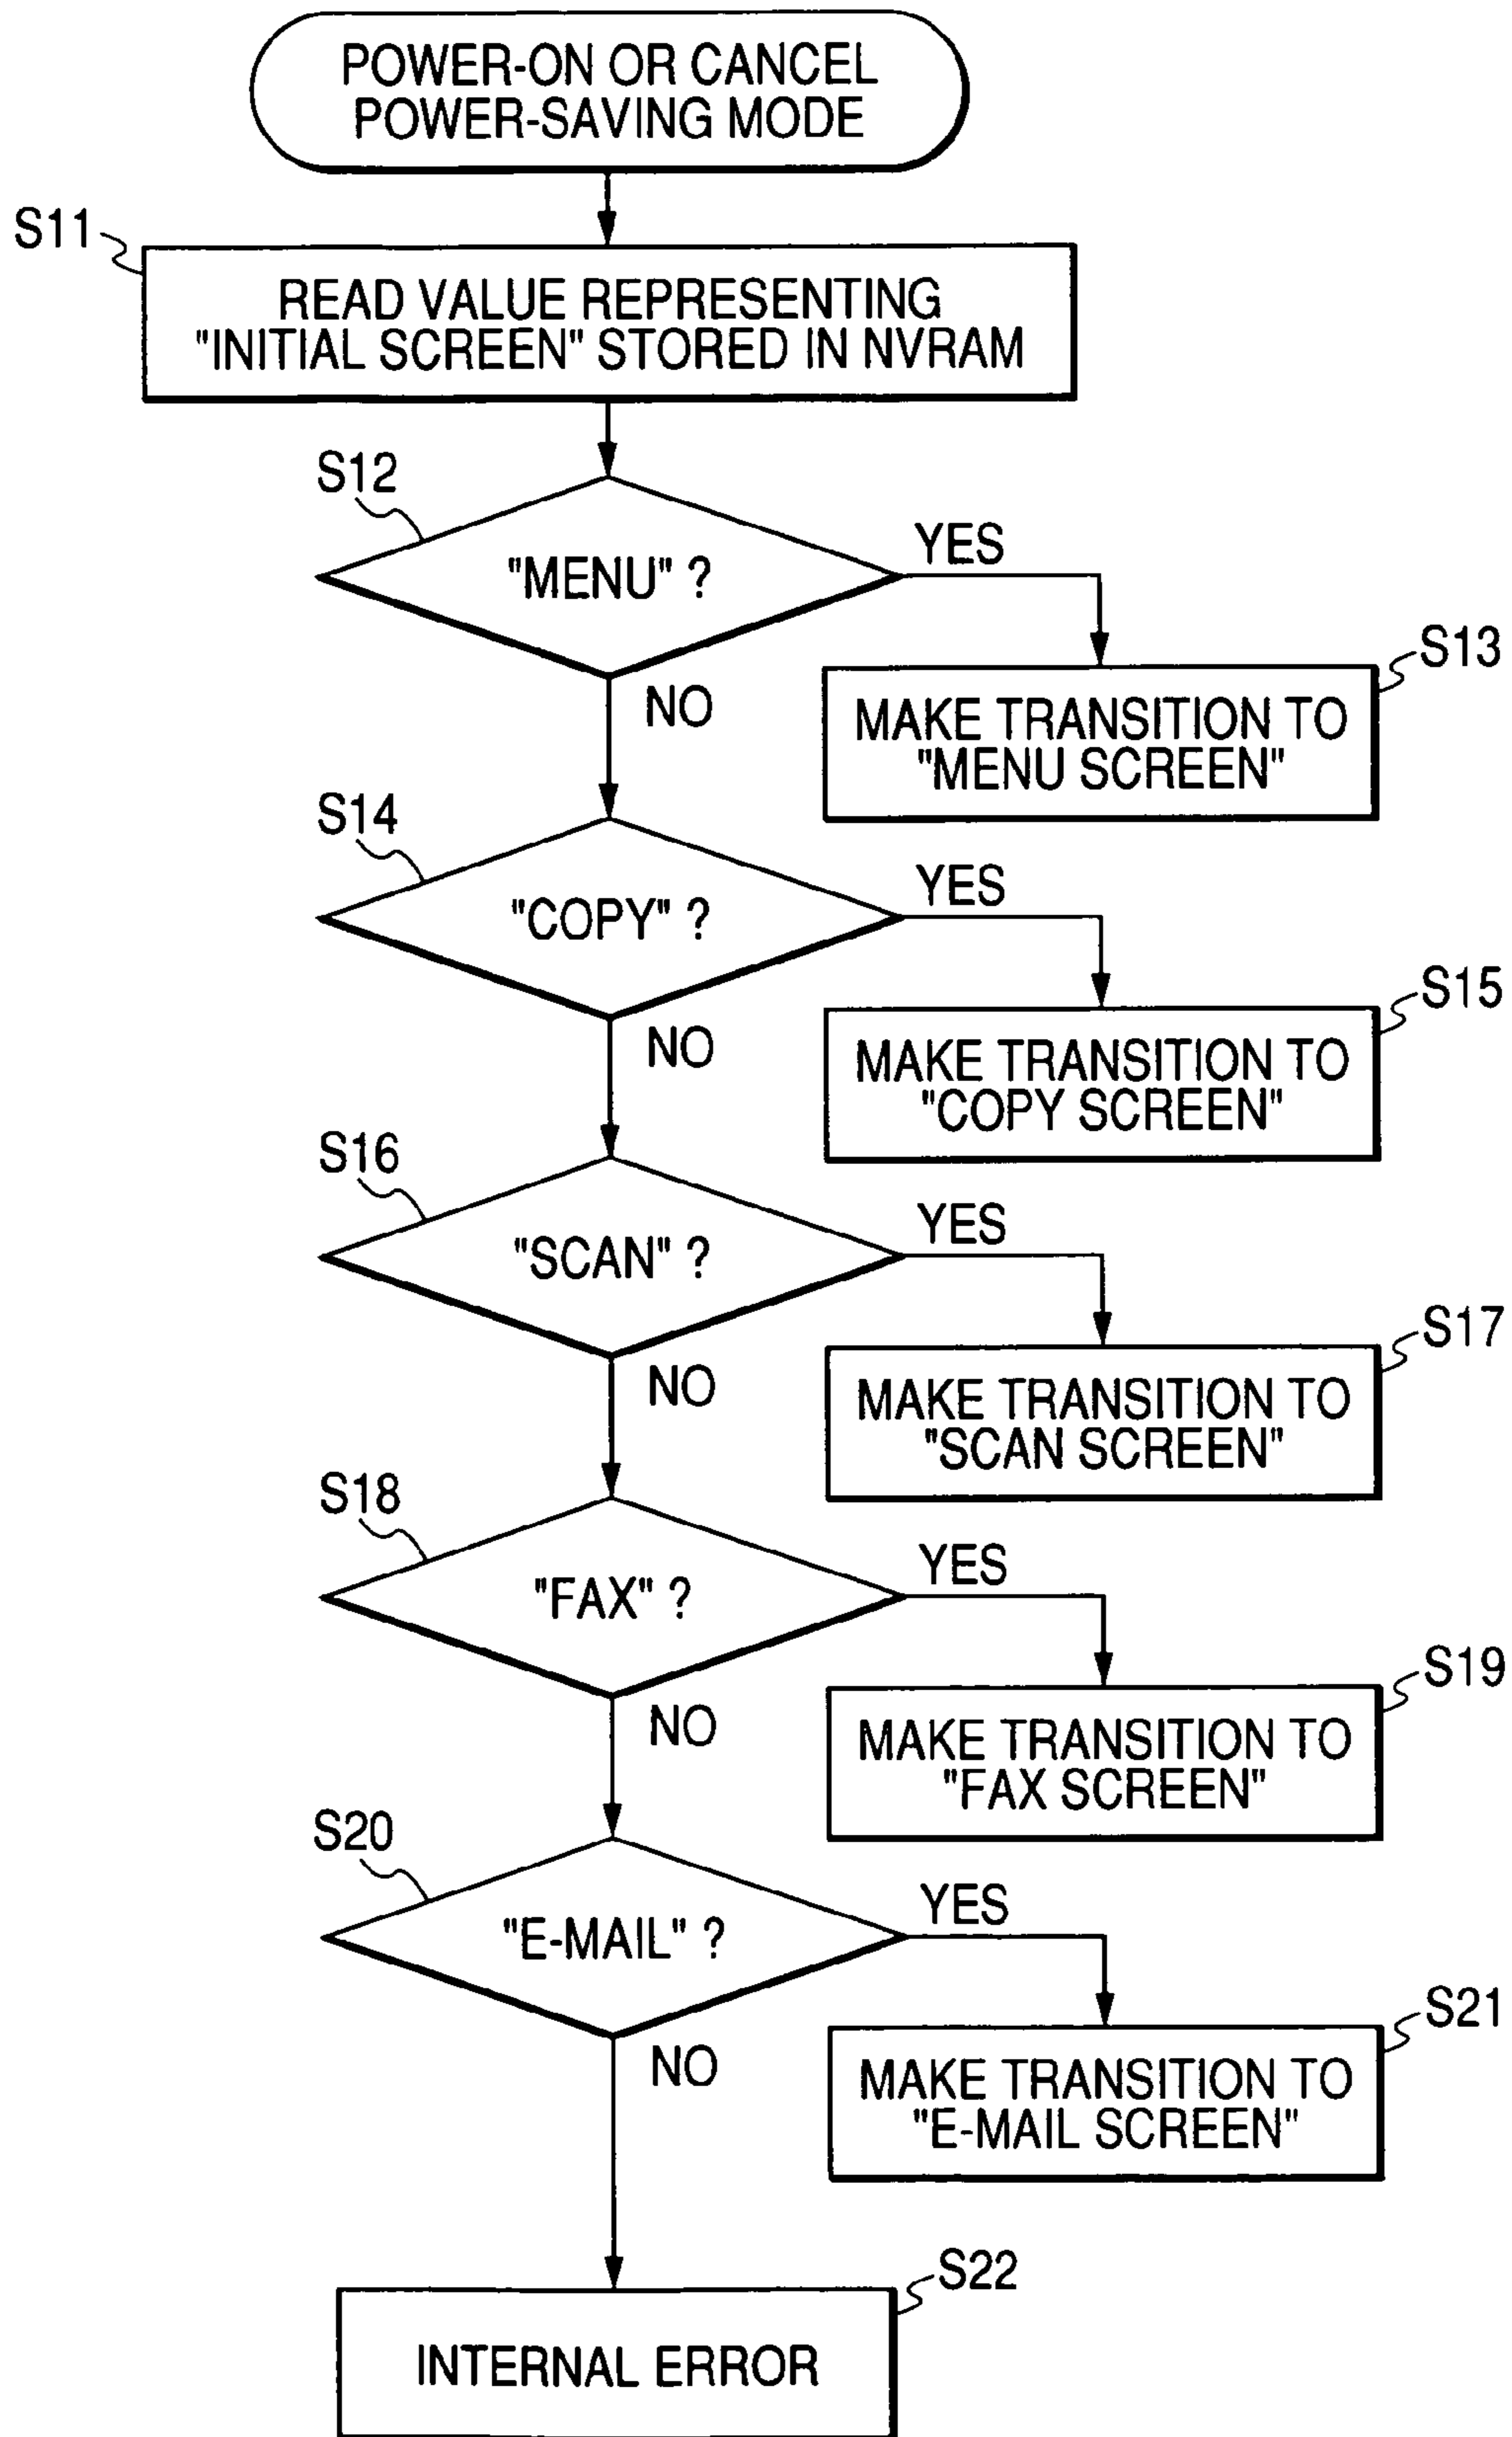 POWER-ON OR CANCEL
POWER-SAVING MODE
S11
READ VALUE REPRESENTING
"INITIAL SCREEN" STORED IN NVRAM
S12
"MENU" ?
YES
NO
S13
MAKE TRANSITION TO
"MENU SCREEN"
S14
"COPY" ?
YES
NO
S15
MAKE TRANSITION TO
"COPY SCREEN"
S16
"SCAN" ?
YES
NO
S17
MAKE TRANSITION TO
"SCAN SCREEN"
S18
"FAX" ?
YES
NO
S19
MAKE TRANSITION TO
"FAX SCREEN"
S20
"E-MAIL" ?
YES
NO
S21
MAKE TRANSITION TO
"E-MAIL SCREEN"
S22
INTERNAL ERROR